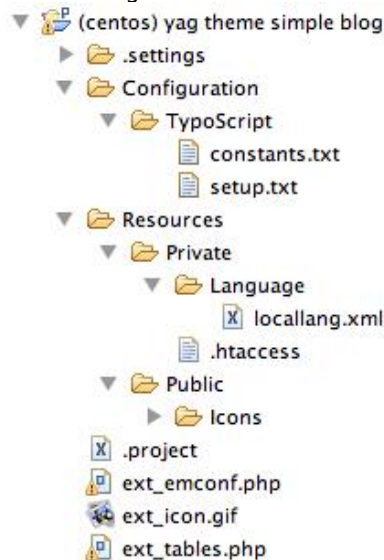 (centos) yag theme simple blog
.settings
Configuration
TypoScript
constants.txt
setup.txt
Resources
Private
Language
locallang.xml
.htaccess
Public
Icons
.project
ext_emconf.php
ext_icon.gif
ext_tables.php